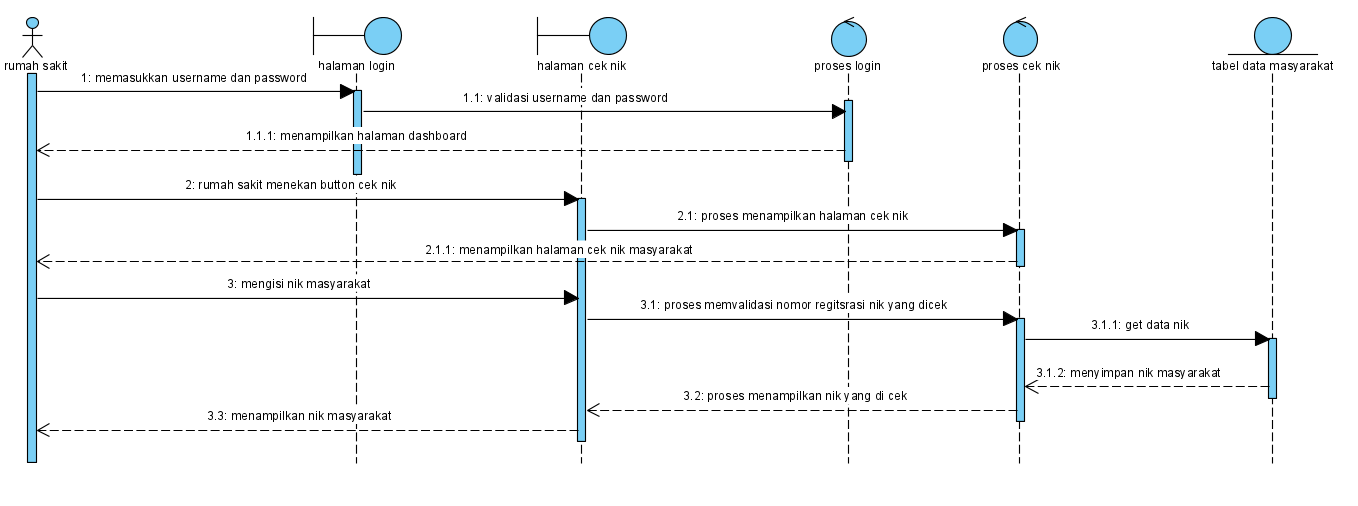 rumah sakit
halaman login
halaman cek nik
proses login
proses cek nik
tabel data masyarakat
1: memasukkan username dan password
1.1: validasi username dan password
1.1.1: menampilkan halaman dashboard
2: rumah sakit menekan button cek nik
2.1: proses menampilkan halaman cek nik
2.1.1: menampilkan halaman cek nik masyarakat
3: mengisi nik masyarakat
3.1: proses memvalidasi nomor regitsrasi nik yang dicek
3.1.1: get data nik
3.1.2: menyimpan nik masyarakat
3.2: proses menampilkan nik yang di cek
3.3: menampilkan nik masyarakat